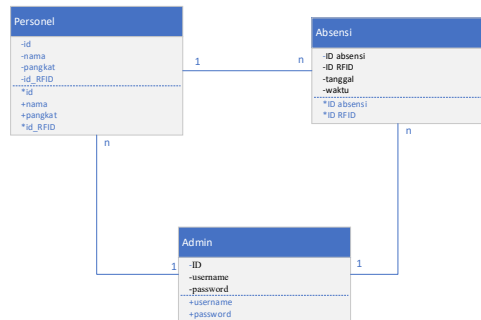 Personel
-id
-nama
-pangkat
-id_RFID
*id
+nama
+pangkat
*id_RFID
1
n
Absensi
-ID absensi
-ID RFID
-tanggal
-waktu
*ID absensi
*ID RFID
n
n
1
1
Admin
-ID
-username
-password
+username
+password